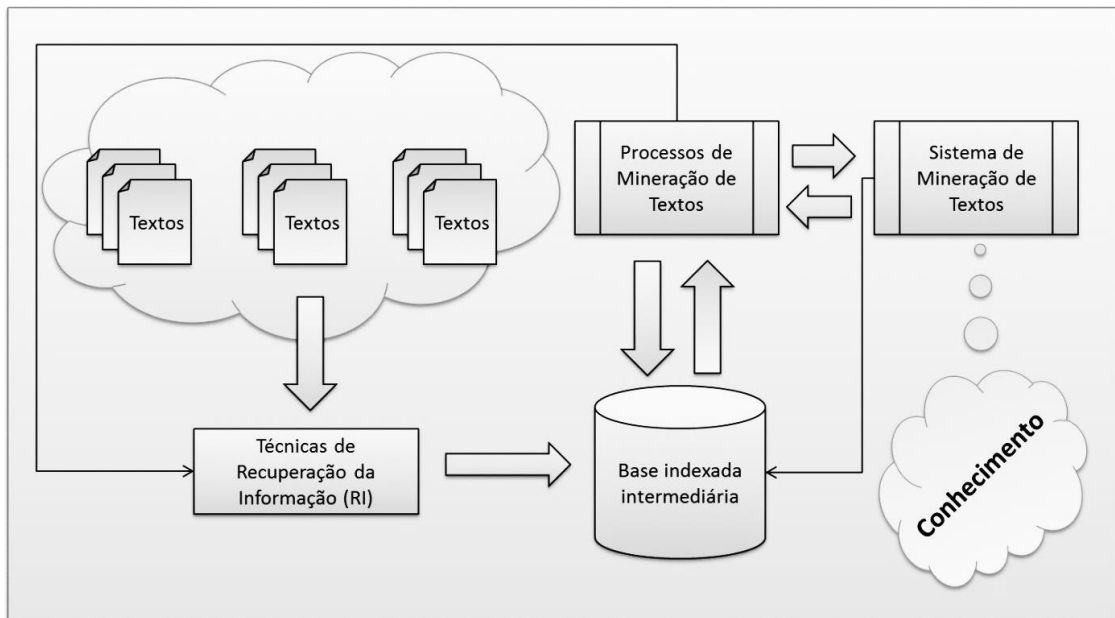 Textos
Textos
Textos
Processos de
Mineração de
Textos
Sistema de
Mineração de
Textos
Técnicas de
Recuperação da
Informação (RI)
Base indexada
intermediária
Conhecimento